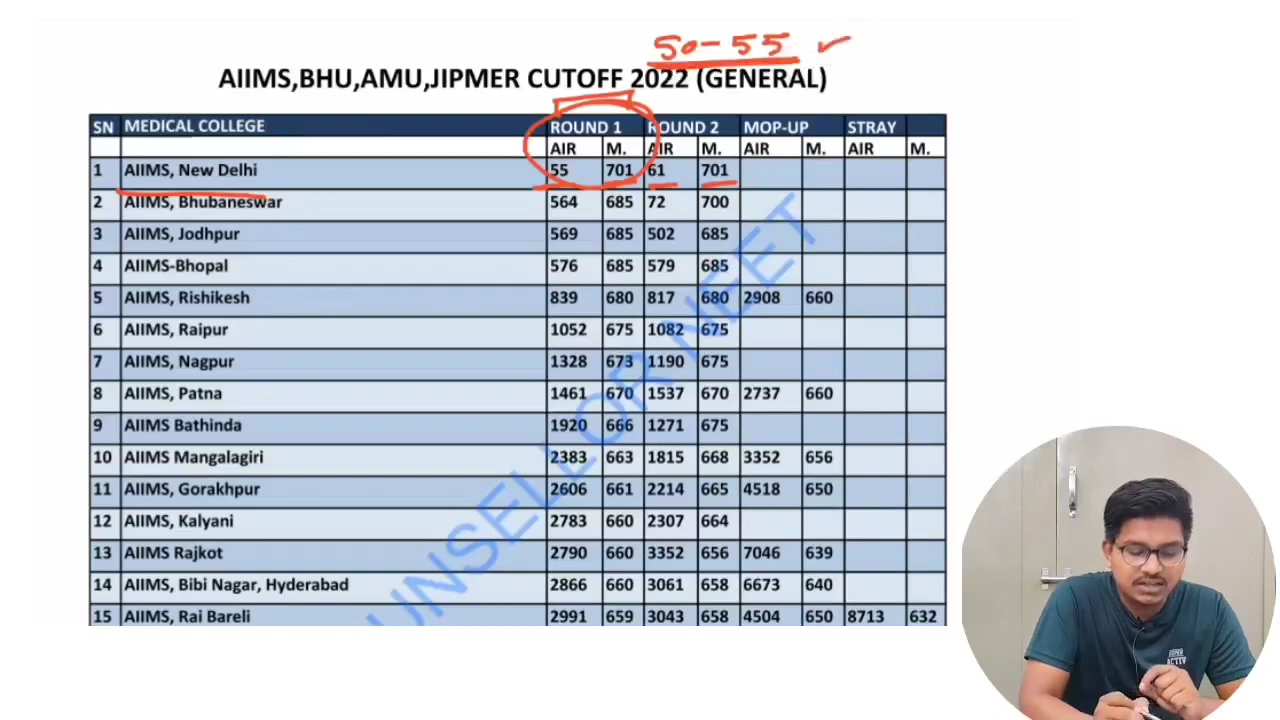 50-55 ✓
AIIMS,BHU,AMU,JIPMER CUTOFF 2022 (GENERAL)
SN MEDICAL COLLEGE ROUND 1 ROUND 2 MOP-UP STRAY
AIR M. AIR M. AIR M. AIR M.
1 AIIMS, New Delhi 55 701 61 701
2 AIIMS, Bhubaneswar 564 685 72 700
3 AIIMS, Jodhpur 569 685 502 685
4 AIIMS-Bhopal 576 685 579 685
5 AIIMS, Rishikesh 839 680 817 680 2908 660
6 AIIMS, Raipur 1052 675 1082 675
7 AIIMS, Nagpur 1328 673 1190 675
8 AIIMS, Patna 1461 670 1537 670 2737 660
9 AIIMS Bathinda 1920 666 1271 675
10 AIIMS Mangalagiri 2383 663 1815 668 3352 656
11 AIIMS, Gorakhpur 2606 661 2214 665 4518 650
12 AIIMS, Kalyani 2783 660 2307 664
13 AIIMS Rajkot 2790 660 3352 656 7046 639
14 AIIMS, Bibi Nagar, Hyderabad 2866 660 3061 658 6673 640
15 AIIMS, Rai Bareli 2991 659 3043 658 4504 650 8713 632
UNSELLOR NEET
ACTIV